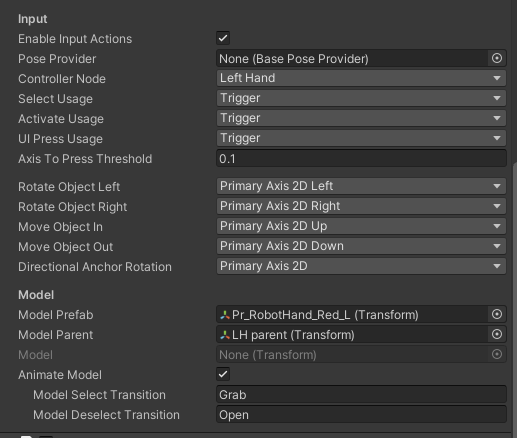 Input
Enable Input Actions
Pose Provider None (Base Pose Provider)
Controller Node Left Hand
Select Usage Trigger
Activate Usage Trigger
UI Press Usage Trigger
Axis To Press Threshold 0.1
Rotate Object Left Primary Axis 2D Left
Rotate Object Right Primary Axis 2D Right
Move Object In Primary Axis 2D Up
Move Object Out Primary Axis 2D Down
Directional Anchor Rotation Primary Axis 2D
Model
Model Prefab Pr_RobotHand_Red_L (Transform)
Model Parent LH parent (Transform)
Model None (Transform)
Animate Model
Model Select Transition Grab
Model Deselect Transition Open